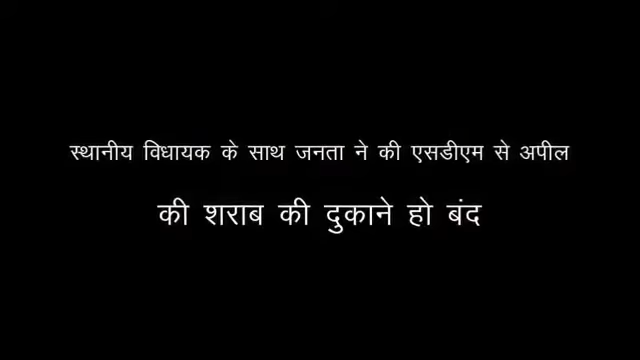 स्थानीय विधायक के साथ जनता ने की एसडीएम से अपील
की शराब की दुकाने हो बंद